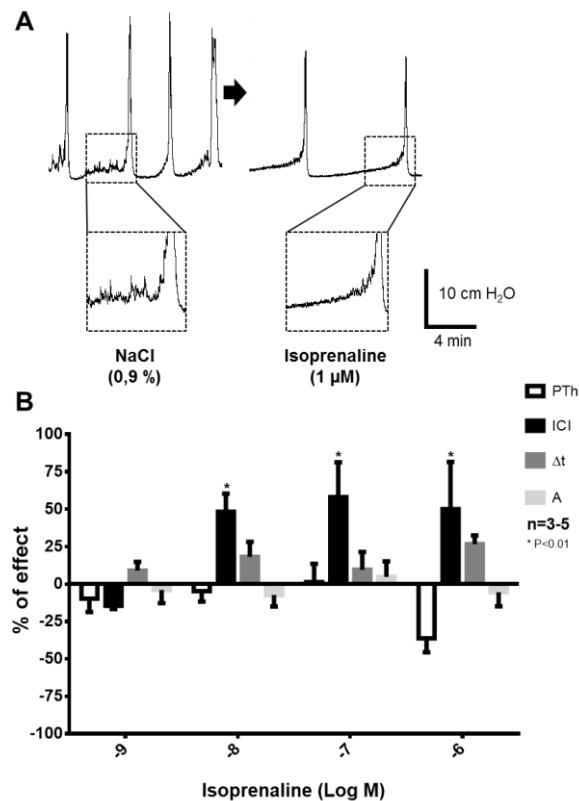 A
10 cm H₂O
4 min
NaCl
(0,9 %)
Isoprenaline
(1 µM)
B
PTh
ICI
Δt
A
n=3-5
* P<0.01
% of effect
100
75
50
25
0
-25
-50
-75
-100
*
*
*
-9
-8
-7
-6
Isoprenaline (Log M)